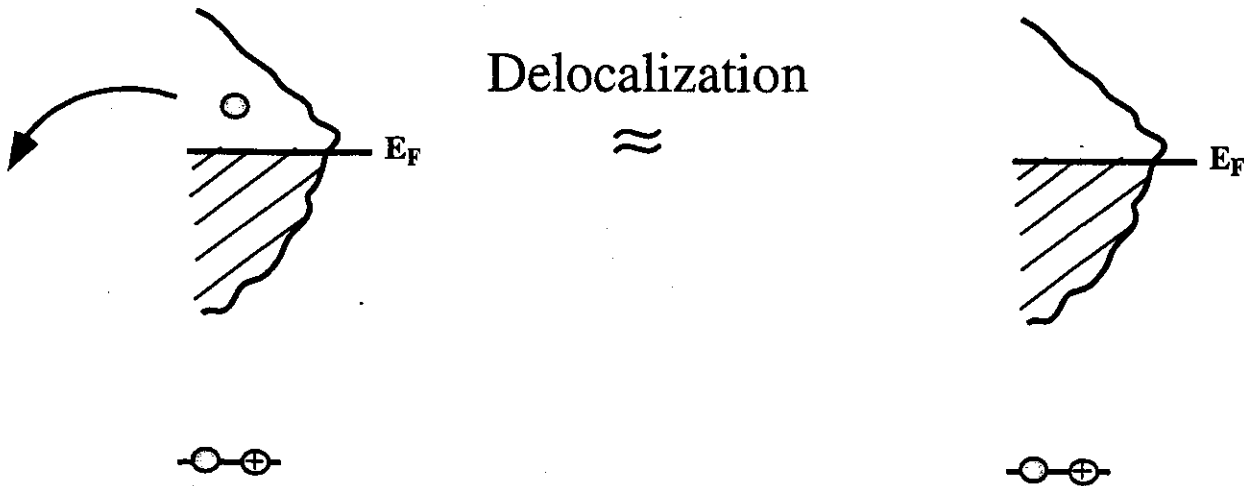 Delocalization
≈
E_F
E_F
+
+